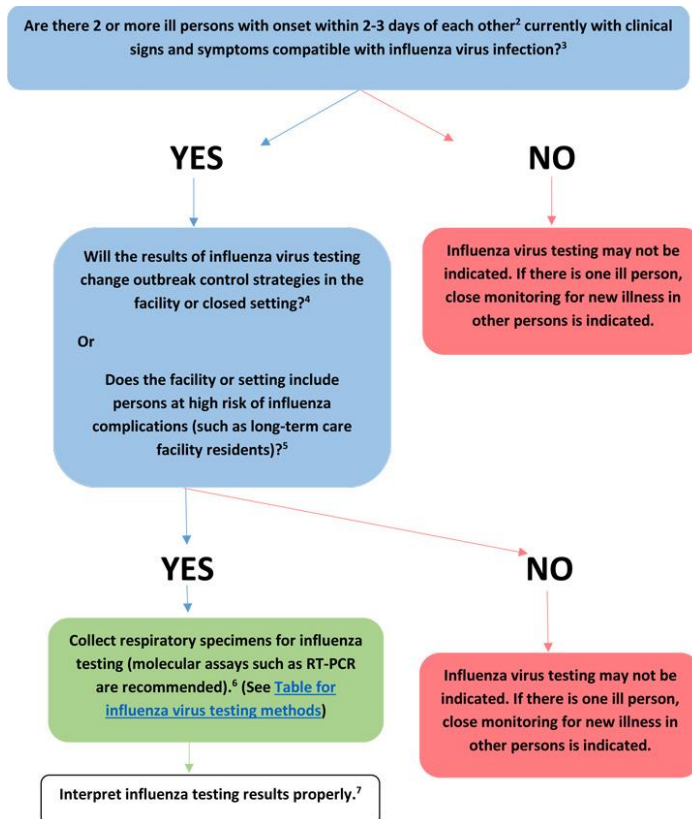 Are there 2 or more ill persons with onset within 2-3 days of each other² currently with clinical
signs and symptoms compatible with influenza virus infection?³
YES
NO
Will the results of influenza virus testing
change outbreak control strategies in the
facility or closed setting?⁴
Or
Does the facility or setting include
persons at high risk of influenza
complications (such as long-term care
facility residents)?⁵
Influenza virus testing may not be
indicated. If there is one ill person,
close monitoring for new illness in
other persons is indicated.
YES
NO
Collect respiratory specimens for influenza
testing (molecular assays such as RT-PCR
are recommended).⁶ (See Table for
influenza virus testing methods)
Influenza virus testing may not be
indicated. If there is one ill person,
close monitoring for new illness in
other persons is indicated.
Interpret influenza testing results properly.⁷